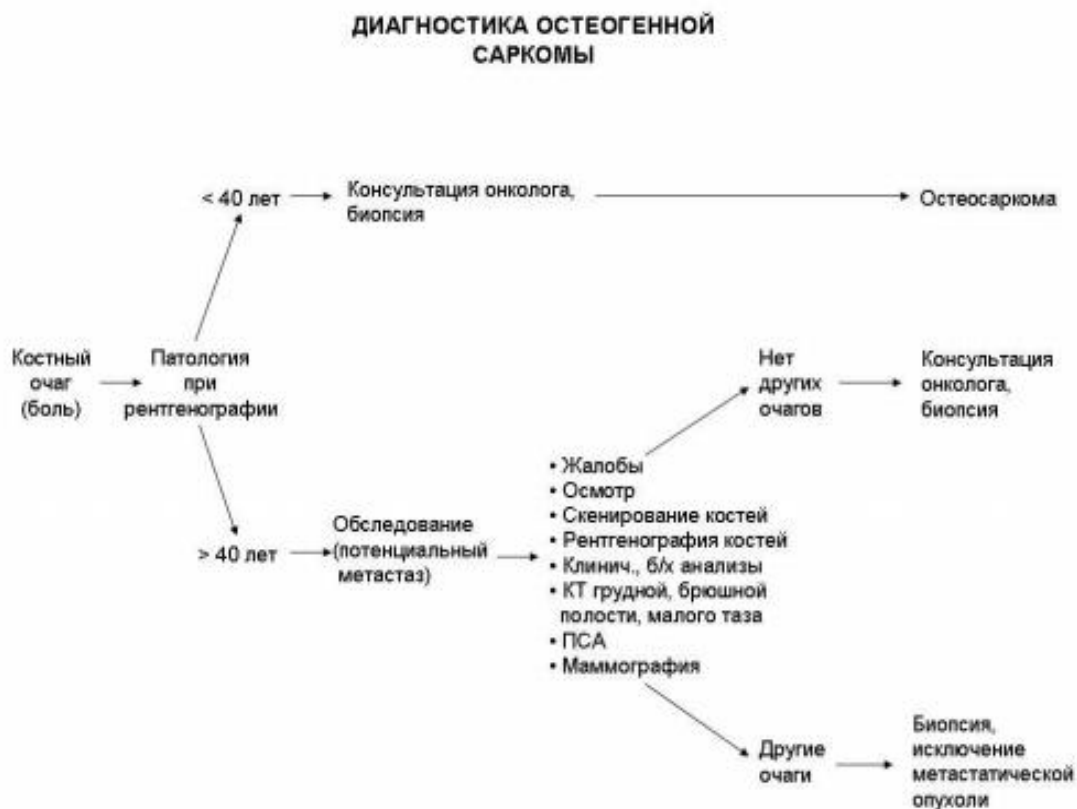 ДИАГНОСТИКА ОСТЕОГЕННОЙ
САРКОМЫ
< 40 лет
Консультация онколога,
биопсия
Остеосаркома
Костный
очаг
(боль)
Патология
при
рентгенографии
Нет
других
очагов
Консультация
онколога,
биопсия
> 40 лет
Обследование
(потенциальный
метастаз)
• Жалобы
• Осмотр
• Скенирование костей
• Рентгенография костей
• Клинич., б/х анализы
• КТ грудной, брюшной
полости, малого таза
• ПСА
• Маммография
Другие
очаги
Биопсия,
исключение
метастатической
опухоли